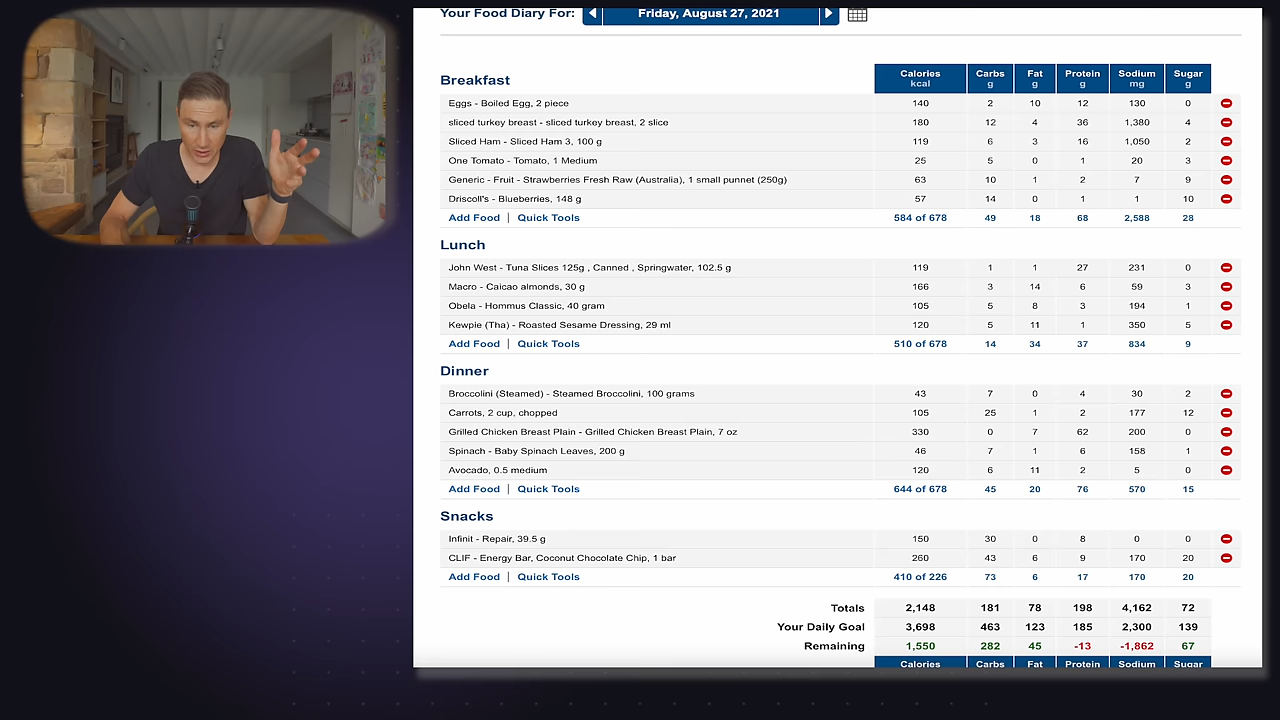 Your Food Diary For: Friday, August 27, 2021
Breakfast Calories kcal Carbs g Fat g Protein g Sodium mg Sugar g
Eggs - Boiled Egg, 2 piece 140 2 10 12 130 0
sliced turkey breast - sliced turkey breast, 2 slice 180 12 4 36 1,380 4
Sliced Ham - Sliced Ham 3, 100 g 119 6 3 16 1,050 2
One Tomato - Tomato, 1 Medium 25 5 0 1 20 3
Generic - Fruit - Strawberries Fresh Raw (Australia), 1 small punnet (250g) 63 10 1 2 7 9
Driscoll's - Blueberries, 148 g 57 14 0 1 1 10
Add Food | Quick Tools 584 of 678 49 18 68 2,588 28
Lunch
John West - Tuna Slices 125g , Canned , Springwater, 102.5 g 119 1 1 27 231 0
Macro - Caicao almonds, 30 g 166 3 14 6 59 3
Obela - Hommus Classic, 40 gram 105 5 8 3 194 1
Kewpie (Tha) - Roasted Sesame Dressing, 29 ml 120 5 11 1 350 5
Add Food | Quick Tools 510 of 678 14 34 37 834 9
Dinner
Broccolini (Steamed) - Steamed Broccolini, 100 grams 43 7 0 4 30 2
Carrots, 2 cup, chopped 105 25 1 2 177 12
Grilled Chicken Breast Plain - Grilled Chicken Breast Plain, 7 oz 330 0 7 62 200 0
Spinach - Baby Spinach Leaves, 200 g 46 7 1 6 158 1
Avocado, 0.5 medium 120 6 11 2 5 0
Add Food | Quick Tools 644 of 678 45 20 76 570 15
Snacks
Infinit - Repair, 39.5 g 150 30 0 8 0 0
CLIF - Energy Bar, Coconut Chocolate Chip, 1 bar 260 43 6 9 170 20
Add Food | Quick Tools 410 of 226 73 6 17 170 20
Totals 2,148 181 78 198 4,162 72
Your Daily Goal 3,698 463 123 185 2,300 139
Remaining 1,550 282 45 -13 -1,862 67
Calories Carbs Fat Protein Sodium Sugar